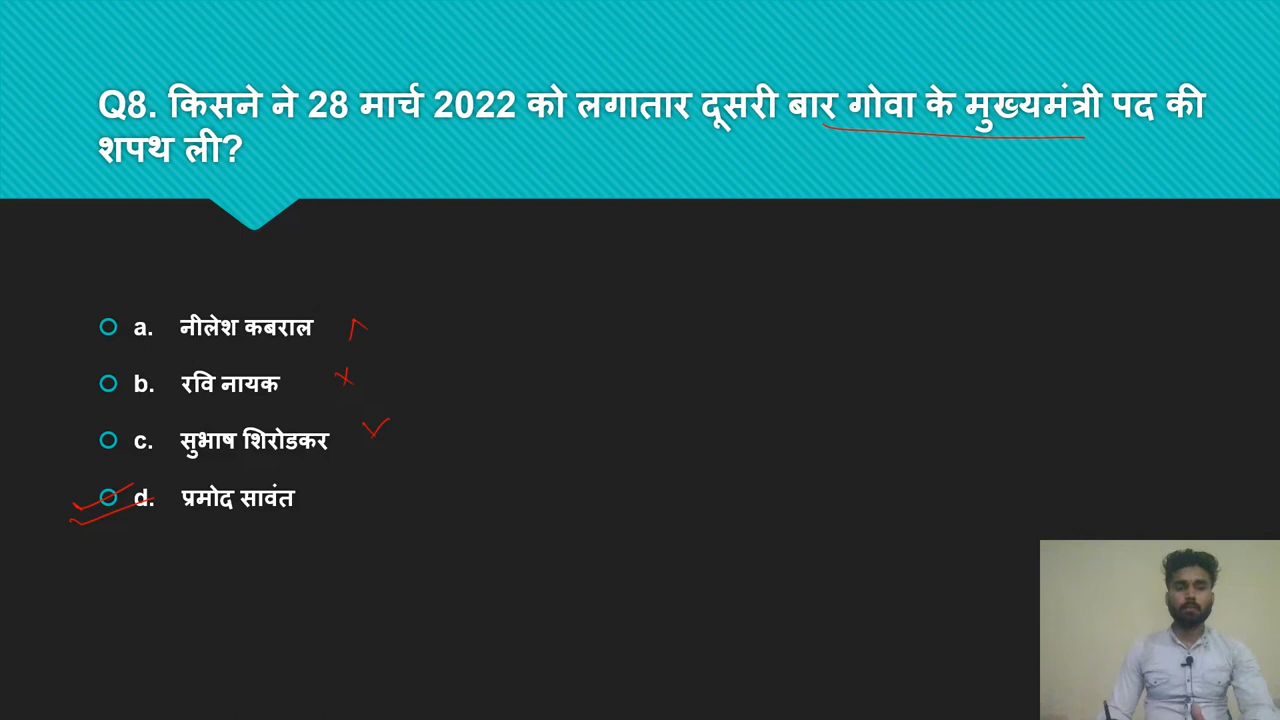 Q8. किसने ने 28 मार्च 2022 को लगातार दूसरी बार गोवा के मुख्यमंत्री पद की
शपथ ली?
a. नीलेश कबराल
b. रवि नायक
c. सुभाष शिरोडकर
d. प्रमोद सावंत